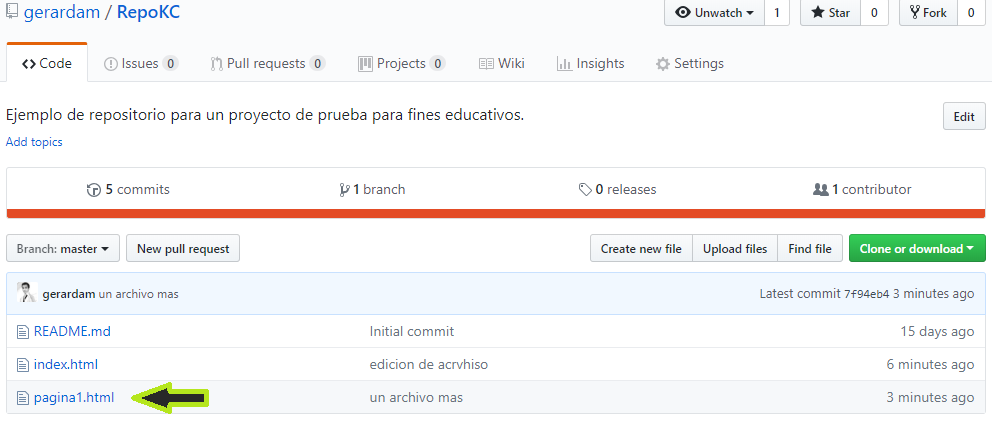 gerardam / RepoKC
Unwatch 1 Star 0 Fork 0
Code Issues 0 Pull requests 0 Projects 0 Wiki Insights Settings
Ejemplo de repositorio para un proyecto de prueba para fines educativos.
Edit
Add topics
5 commits 1 branch 0 releases 1 contributor
Branch: master New pull request Create new file Upload files Find file Clone or download
gerardam un archivo mas Latest commit 7f94eb4 3 minutes ago
README.md Initial commit 15 days ago
index.html edicion de acrvhiso 6 minutes ago
pagina1.html un archivo mas 3 minutes ago